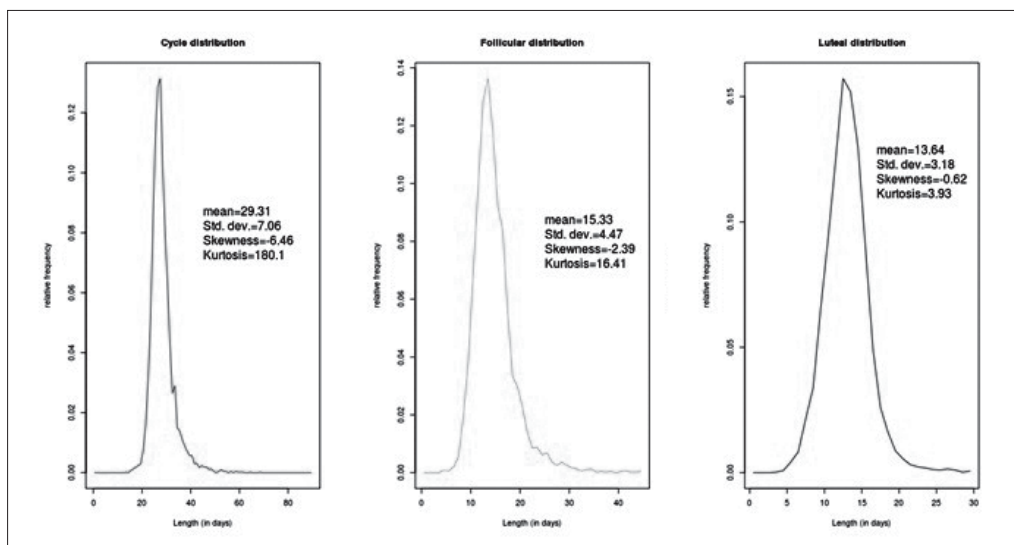 Cycle distribution
relative frequency
0.00
0.02
0.04
0.06
0.08
0.10
0.12
mean=29.31
Std. dev.=7.06
Skewness=-6.46
Kurtosis=180.1
0 20 40 60 80
Length (in days)
Follicular distribution
relative frequency
0.00
0.02
0.04
0.06
0.08
0.10
0.12
0.14
mean=15.33
Std. dev.=4.47
Skewness=-2.39
Kurtosis=16.41
0 10 20 30 40
Length (in days)
Luteal distribution
relative frequency
0.00
0.05
0.10
0.15
mean=13.64
Std. dev.=3.18
Skewness=-0.62
Kurtosis=3.93
0 5 10 15 20 25 30
Length (in days)